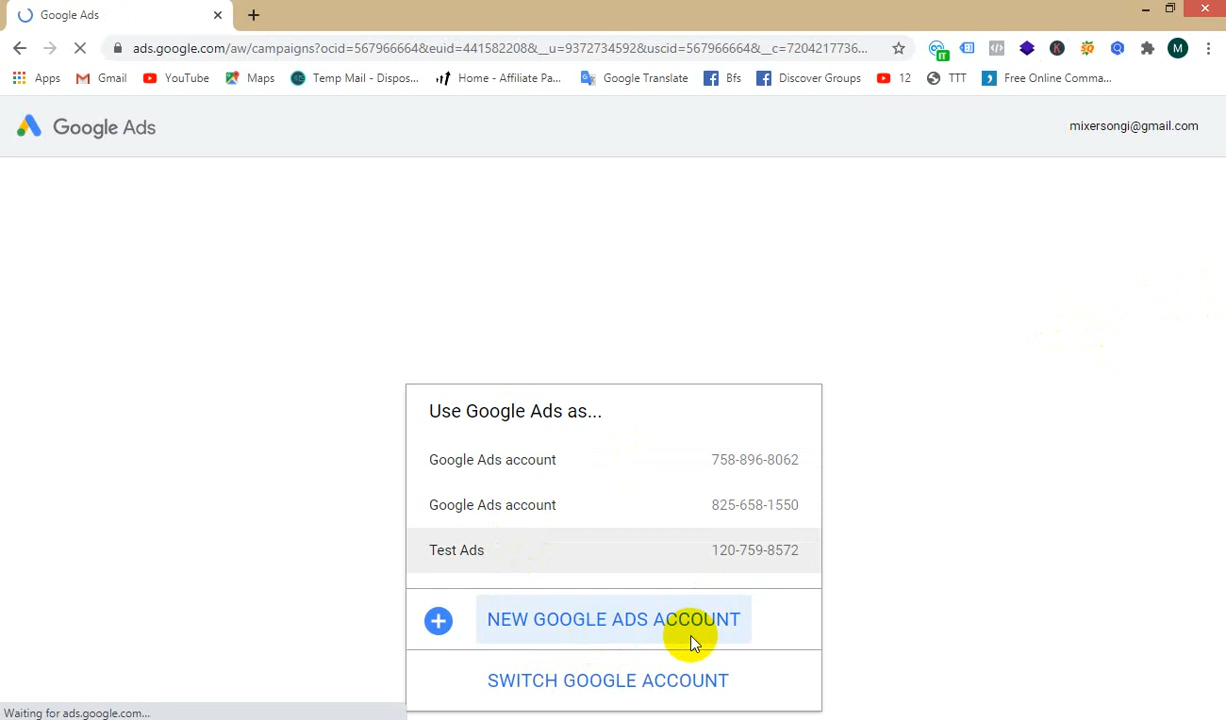 Google Ads
ads.google.com/aw/campaigns?ocid=567966664&euid=441582208&__u=9372734592&uscid=567966664&__c=7204217736...
M
Apps
Gmail
YouTube
Maps
Temp Mail - Dispos...
Home - Affiliate Pa...
Google Translate
Bfs
Discover Groups
12
TTT
Free Online Comma...
Google Ads
mixersongi@gmail.com
Use Google Ads as...
Google Ads account 758-896-8062
Google Ads account 825-658-1550
Test Ads 120-759-8572
NEW GOOGLE ADS ACCOUNT
SWITCH GOOGLE ACCOUNT
Waiting for ads.google.com...